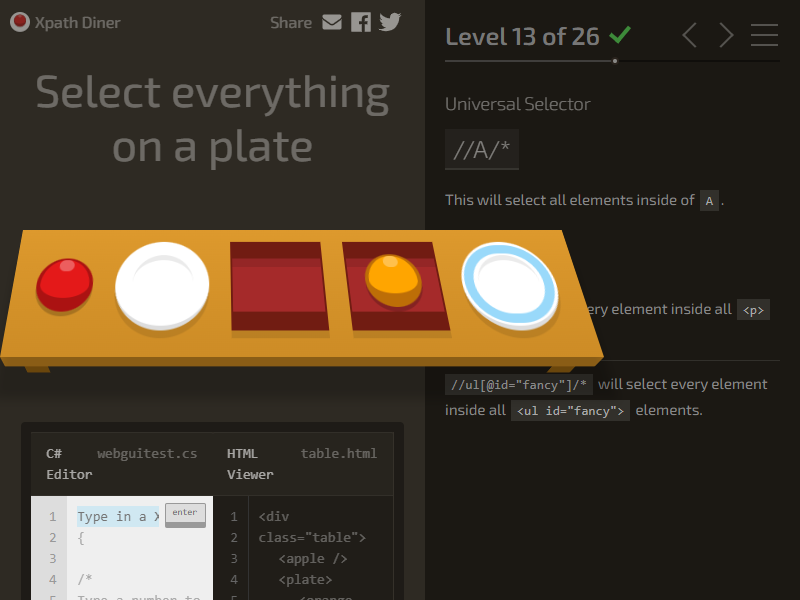 Xpath Diner
Share
Select everything
on a plate
C#
Editor
webguitest.cs
HTML
Viewer
table.html
1
2
3
4
Type in a X
enter
{
/*
Type a number to
1
2
3
4
<div
class="table">
<apple />
<plate>
<orange
Level 13 of 26
Universal Selector
//A/*
This will select all elements inside of A .
ery element inside all <p>
//ul[@id="fancy"]/* will select every element
inside all <ul id="fancy"> elements.